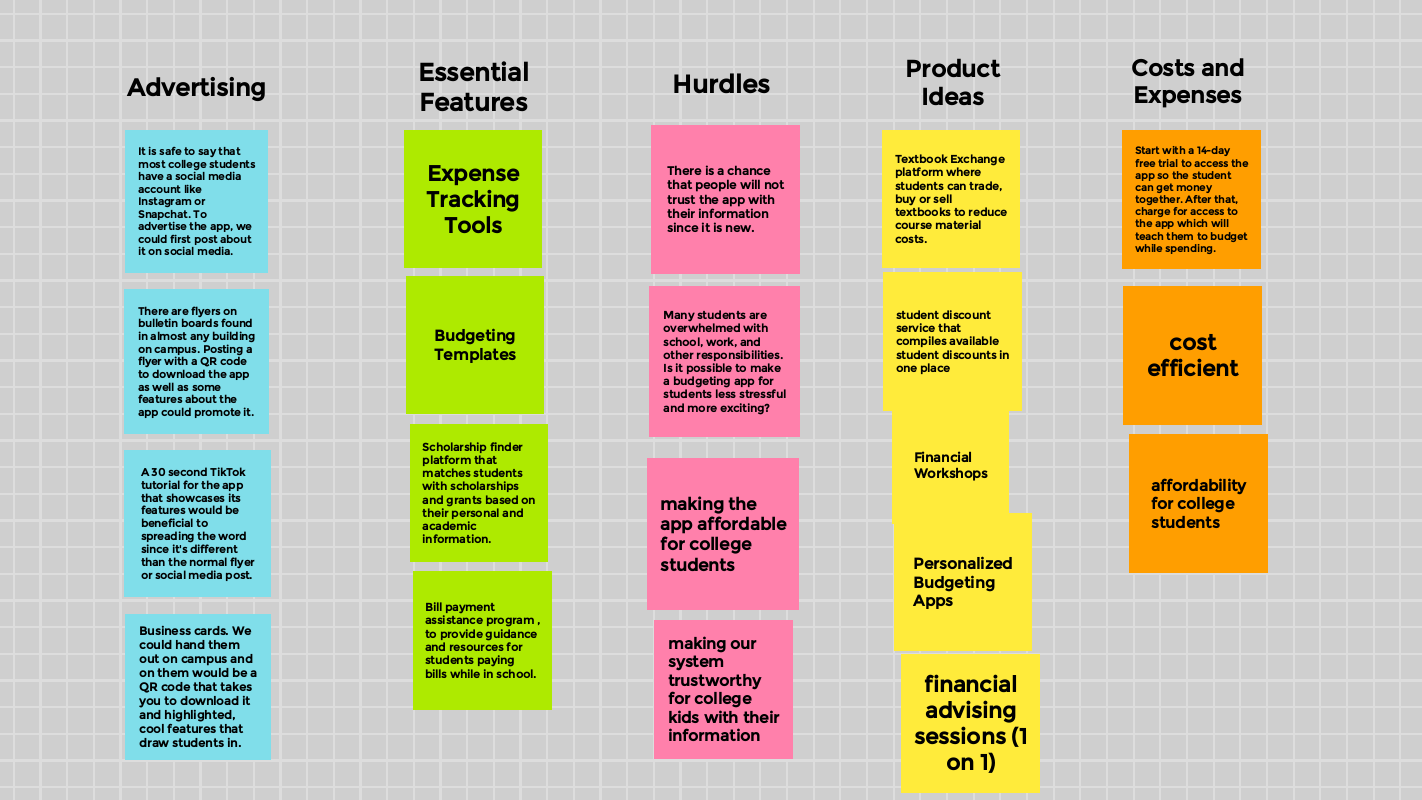 Advertising
It is safe to say that
most college students
have a social media
account like
Instagram or
Snapchat. To
advertise the app, we
could first post about
it on social media.
There are flyers on
bulletin boards found
in almost any building
on campus. Posting a
flyer with a QR code
to download the app
as well as some
features about the
app could promote it.
A 30 second TikTok
tutorial for the app
that showcases its
features would be
beneficial to
spreading the word
since it's different
than the normal flyer
or social media post.
Business cards. We
could hand them
out on campus and
on them would be a
QR code that takes
you to download it
and highlighted,
cool features that
draw students in.
Essential
Features
Expense
Tracking
Tools
Budgeting
Templates
Scholarship finder
platform that
matches students
with scholarships
and grants based on
their personal and
academic
information.
Bill payment
assistance program ,
to provide guidance
and resources for
students paying
bills while in school.
Hurdles
There is a chance
that people will not
trust the app with
their information
since it is new.
Many students are
overwhelmed with
school, work, and
other responsibilities.
Is it possible to make
a budgeting app for
students less stressful
and more exciting?
making the
app affordable
for college
students
making our
system
trustworthy
for college
kids with their
information
Product
Ideas
Textbook Exchange
platform where
students can trade,
buy or sell
textbooks to reduce
course material
costs.
student discount
service that
compiles available
student discounts in
one place
Financial
Workshops
Personalized
Budgeting
Apps
financial
advising
sessions (1
on 1)
Costs and
Expenses
Start with a 14-day
free trial to access the
app so the student
can get money
together. After that,
charge for access to
the app which will
teach them to budget
while spending.
cost
efficient
affordability
for college
students